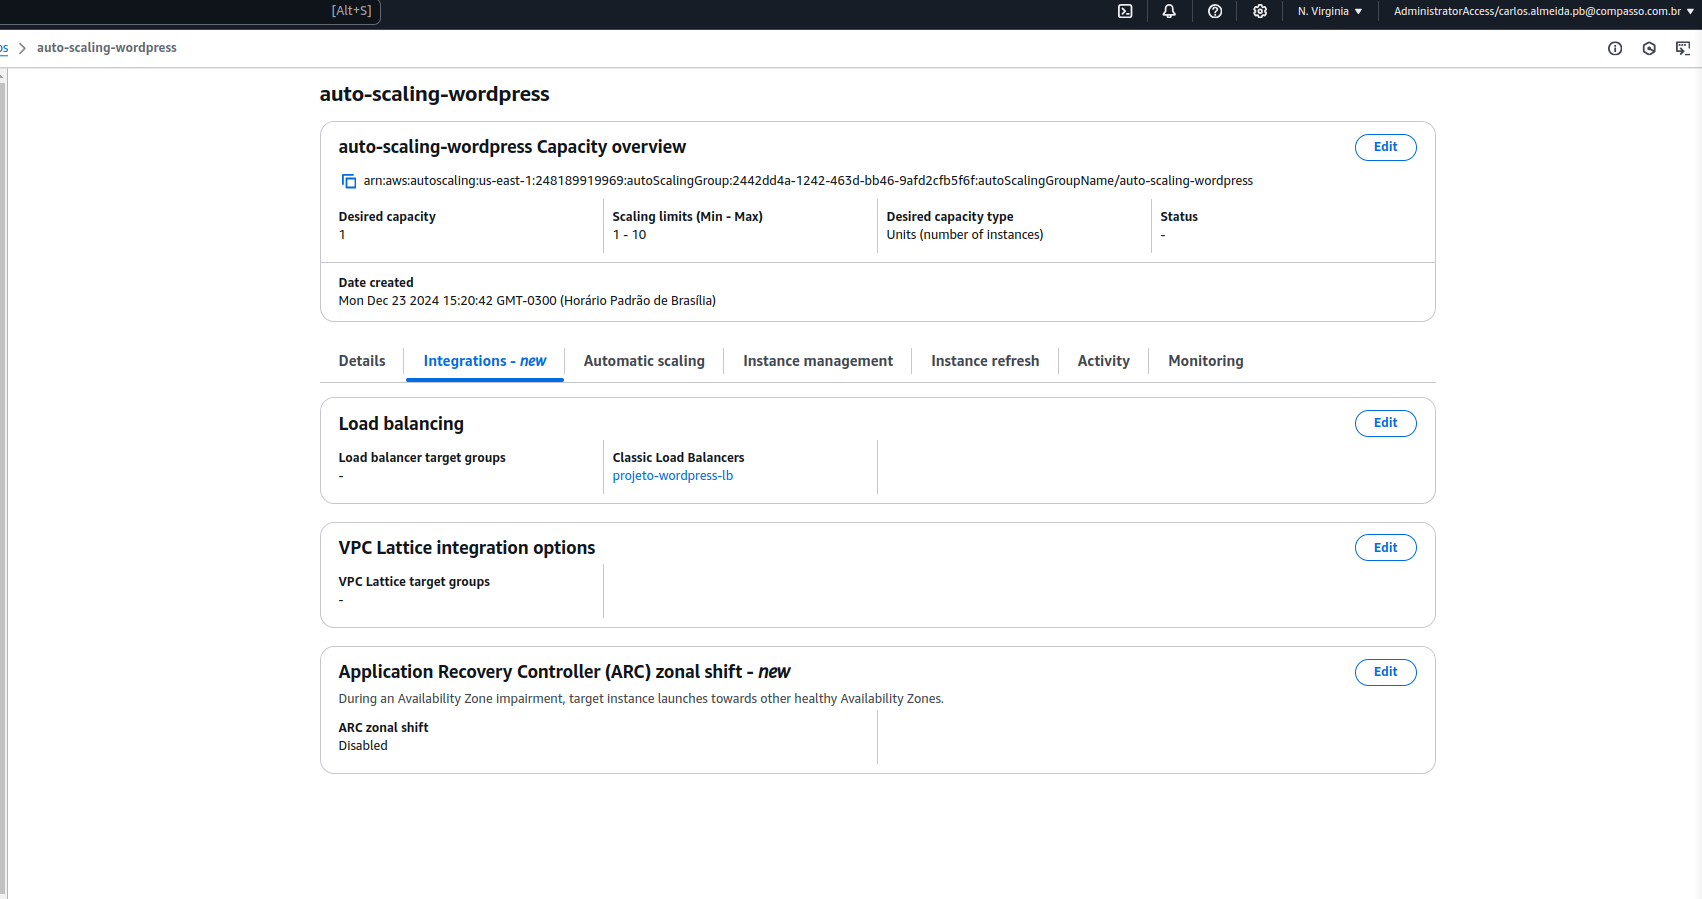 [Alt+S]
N. Virginia
AdministratorAccess/carlos.almeida.pb@compasso.com.br
auto-scaling-wordpress
auto-scaling-wordpress
auto-scaling-wordpress Capacity overview
Edit
arn:aws:autoscaling:us-east-1:248189919969:autoScalingGroup:2442dd4a-1242-463d-bb46-9afd2cfb5f6f:autoScalingGroupName/auto-scaling-wordpress
Desired capacity
1
Scaling limits (Min - Max)
1 - 10
Desired capacity type
Units (number of instances)
Status
-
Date created
Mon Dec 23 2024 15:20:42 GMT-0300 (Horário Padrão de Brasília)
Details
Integrations - new
Automatic scaling
Instance management
Instance refresh
Activity
Monitoring
Load balancing
Edit
Load balancer target groups
-
Classic Load Balancers
projeto-wordpress-lb
VPC Lattice integration options
Edit
VPC Lattice target groups
-
Application Recovery Controller (ARC) zonal shift - new
Edit
During an Availability Zone impairment, target instance launches towards other healthy Availability Zones.
ARC zonal shift
Disabled